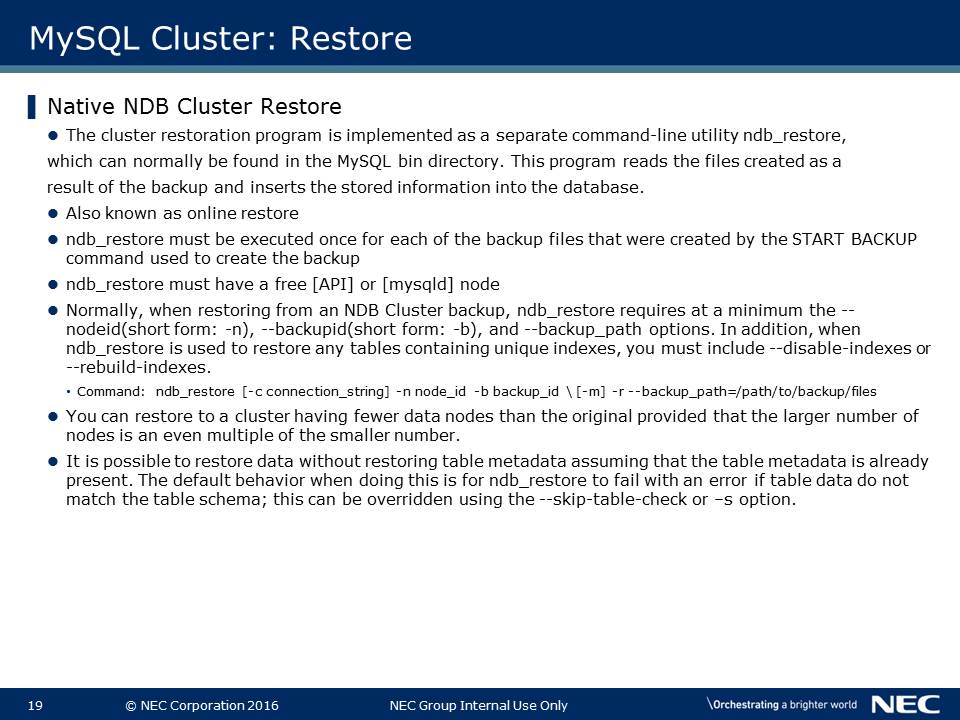 MySQL Cluster: Restore
Native NDB Cluster Restore
● The cluster restoration program is implemented as a separate command-line utility ndb_restore,
which can normally be found in the MySQL bin directory. This program reads the files created as a
result of the backup and inserts the stored information into the database.
● Also known as online restore
● ndb_restore must be executed once for each of the backup files that were created by the START BACKUP
command used to create the backup
● ndb_restore must have a free [API] or [mysqld] node
● Normally, when restoring from an NDB Cluster backup, ndb_restore requires at a minimum the --
nodeid(short form: -n), --backupid(short form: -b), and --backup_path options. In addition, when
ndb_restore is used to restore any tables containing unique indexes, you must include --disable-indexes or
--rebuild-indexes.
• Command: ndb_restore [-c connection_string] -n node_id -b backup_id \ [-m] -r --backup_path=/path/to/backup/files
● You can restore to a cluster having fewer data nodes than the original provided that the larger number of
nodes is an even multiple of the smaller number.
● It is possible to restore data without restoring table metadata assuming that the table metadata is already
present. The default behavior when doing this is for ndb_restore to fail with an error if table data do not
match the table schema; this can be overridden using the --skip-table-check or –s option.
19 © NEC Corporation 2016 NEC Group Internal Use Only \Orchestrating a brighter world NEC